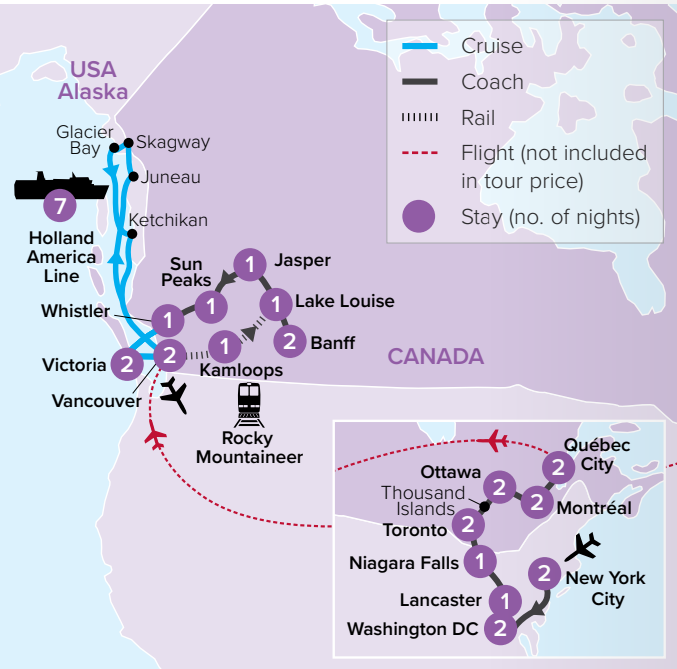 USA
Alaska
Glacier
Bay
Skagway
Juneau
Ketchikan
7
Holland
America
Line
Cruise
Coach
Rail
Flight (not included
in tour price)
Stay (no. of nights)
Sun
Peaks
1
Jasper
1
Whistler
1
1
Lake Louise
Victoria
2
2
1
2
Banff
Kamloops
Vancouver
CANADA
Rocky
Mountaineer
Québec
City
2
Ottawa
2
Thousand
Islands
2
Montréal
Toronto
2
Niagara Falls
1
2
New York
City
Lancaster
1
Washington DC
2